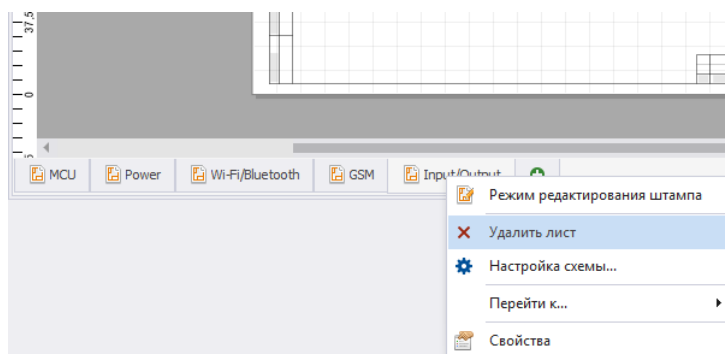 37,5
0
MCU
Power
Wi-Fi/Bluetooth
GSM
Input/Output
Режим редактирования штампа
Удалить лист
Настройка схемы...
Перейти к...
Свойства